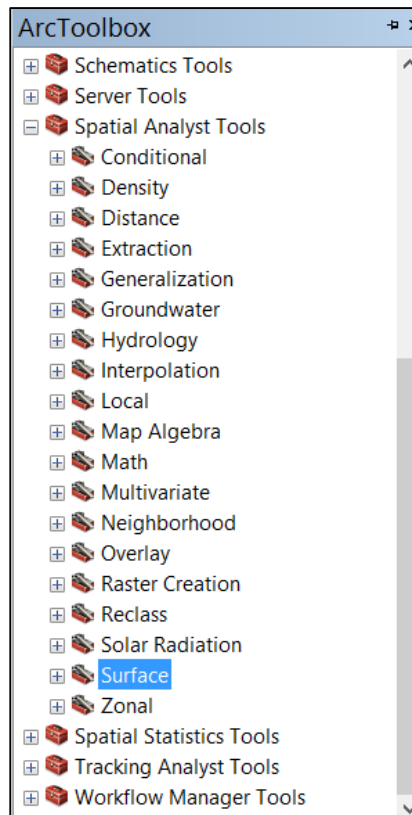 ArcToolbox
Schematics Tools
Server Tools
Spatial Analyst Tools
Conditional
Density
Distance
Extraction
Generalization
Groundwater
Hydrology
Interpolation
Local
Map Algebra
Math
Multivariate
Neighborhood
Overlay
Raster Creation
Reclass
Solar Radiation
Surface
Zonal
Spatial Statistics Tools
Tracking Analyst Tools
Workflow Manager Tools